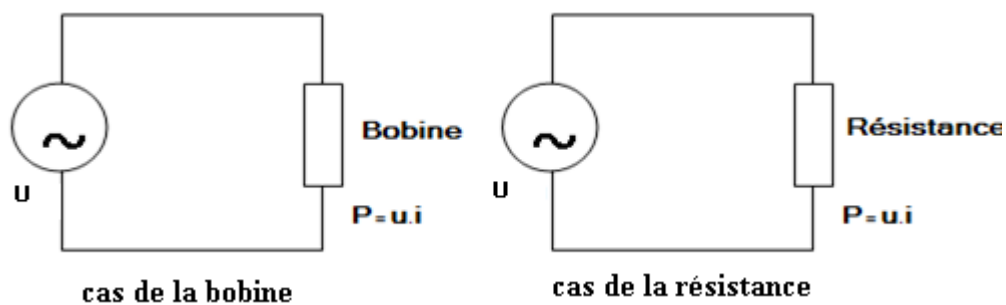 Bobine
U
P=u.i
cas de la bobine
Résistance
U
P=u.i
cas de la résistance